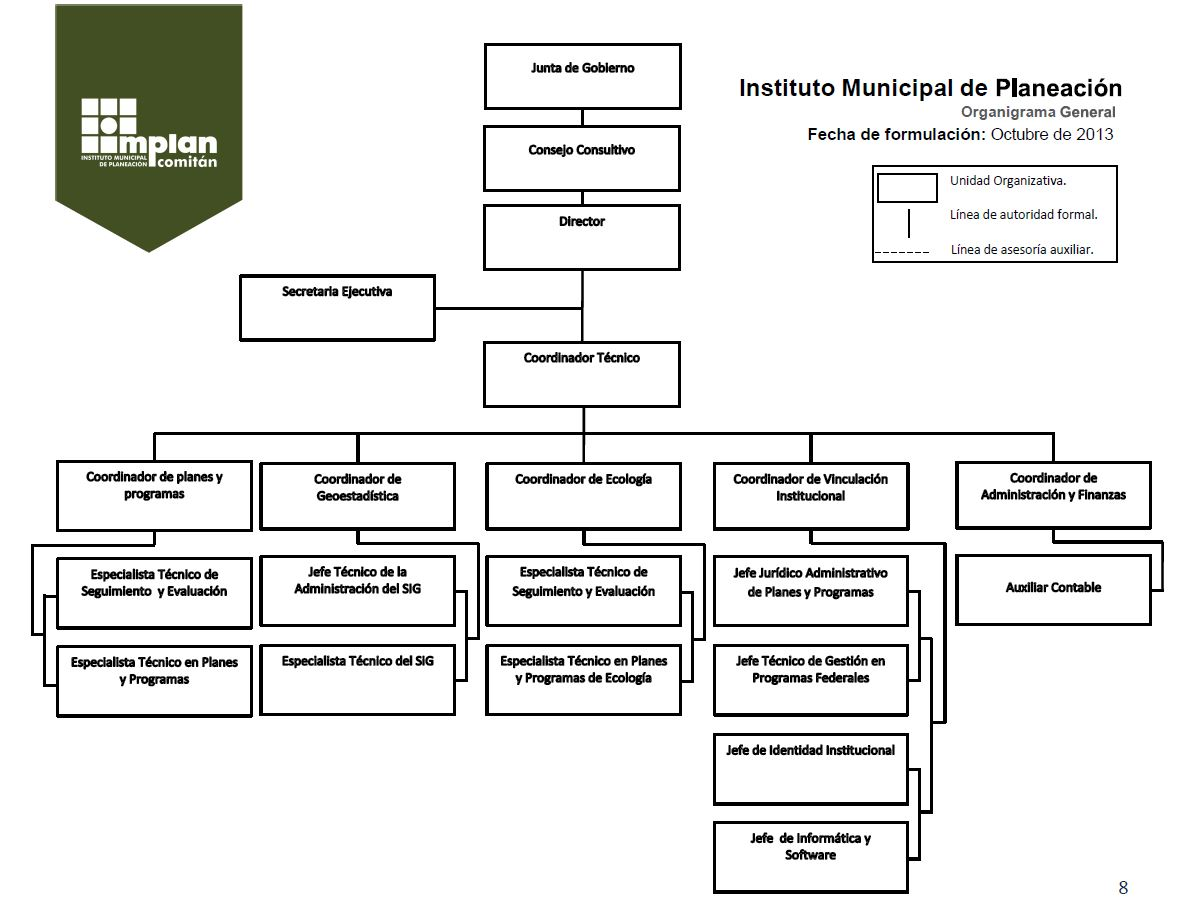 mplan
comitán
INSTITUTO MUNICIPAL
DE PLANEACIÓN
Instituto Municipal de Planeación
Organigrama General
Fecha de formulación: Octubre de 2013
Unidad Organizativa.
Línea de autoridad formal.
Línea de asesoría auxiliar.
Junta de Gobierno
Consejo Consultivo
Director
Secretaria Ejecutiva
Coordinador Técnico
Coordinador de planes y
programas
Coordinador de
Geoestadística
Coordinador de Ecología
Coordinador de Vinculación
Institucional
Coordinador de
Administración y Finanzas
Especialista Técnico de
Seguimiento y Evaluación
Jefe Técnico de la
Administración del SIG
Especialista Técnico de
Seguimiento y Evaluación
Jefe Jurídico Administrativo
de Planes y Programas
Auxiliar Contable
Especialista Técnico en Planes
y Programas
Especialista Técnico del SIG
Especialista Técnico en Planes
y Programas de Ecología
Jefe Técnico de Gestión en
Programas Federales
Jefe de Identidad Institucional
Jefe de Informática y
Software
8